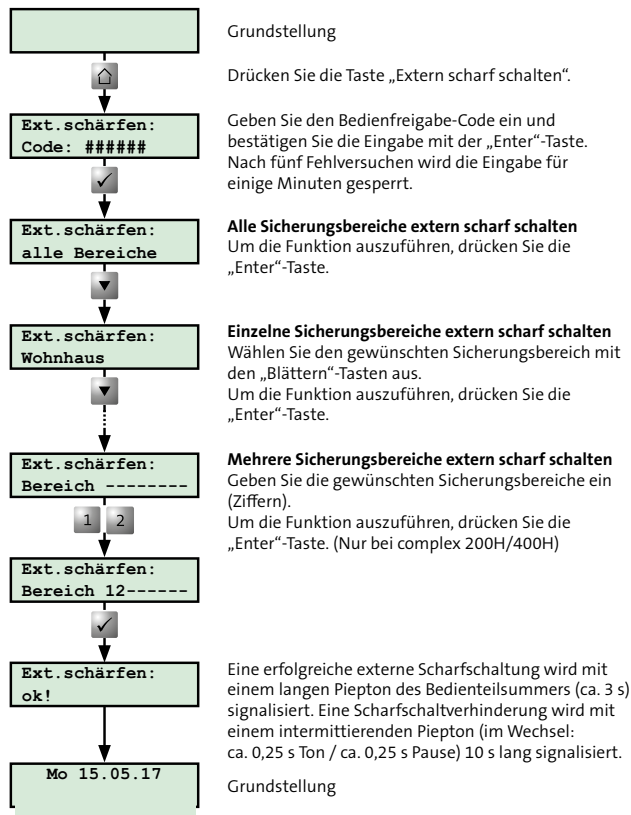 Grundstellung
Drücken Sie die Taste „Extern scharf schalten“.
Ext.schärfen:
Code: ######
Geben Sie den Bedienfreigabe-Code ein und
bestätigen Sie die Eingabe mit der „Enter“-Taste.
Nach fünf Fehlversuchen wird die Eingabe für
einige Minuten gesperrt.
Ext.schärfen:
alle Bereiche
Alle Sicherungsbereiche extern scharf schalten
Um die Funktion auszuführen, drücken Sie die
„Enter“-Taste.
Ext.schärfen:
Wohnhaus
Einzelne Sicherungsbereiche extern scharf schalten
Wählen Sie den gewünschten Sicherungsbereich mit
den „Blättern“-Tasten aus.
Um die Funktion auszuführen, drücken Sie die
„Enter“-Taste.
Ext.schärfen:
Bereich --------
1 2
Mehrere Sicherungsbereiche extern scharf schalten
Geben Sie die gewünschten Sicherungsbereiche ein
(Ziffern).
Um die Funktion auszuführen, drücken Sie die
„Enter“-Taste. (Nur bei complex 200H/400H)
Ext.schärfen:
Bereich 12------
Ext.schärfen:
ok!
Eine erfolgreiche externe Scharfschaltung wird mit
einem langen Piepton des Bedienteilsummers (ca. 3 s)
signalisiert. Eine Scharfschaltverhinderung wird mit
einem intermittierenden Piepton (im Wechsel:
ca. 0,25 s Ton / ca. 0,25 s Pause) 10 s lang signalisiert.
Mo 15.05.17
Grundstellung